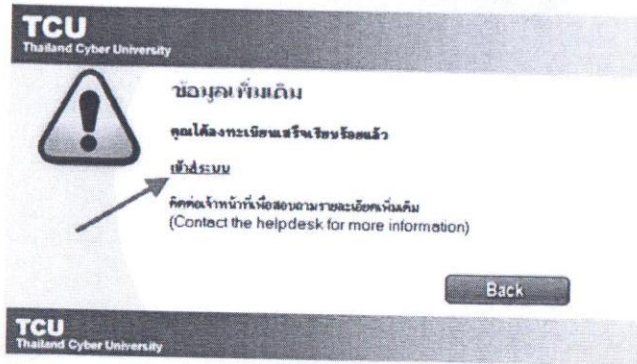 TCU
Thailand Cyber University
ข้อมูลเพิ่มเติม
คุณได้ลงทะเบียนเสร็จเรียบร้อยแล้ว
เข้าสู่ระบบ
ติดต่อเจ้าหน้าที่เพื่อสอบถามรายละเอียดเพิ่มเติม
(Contact the helpdesk for more information)
Back
TCU
Thailand Cyber University